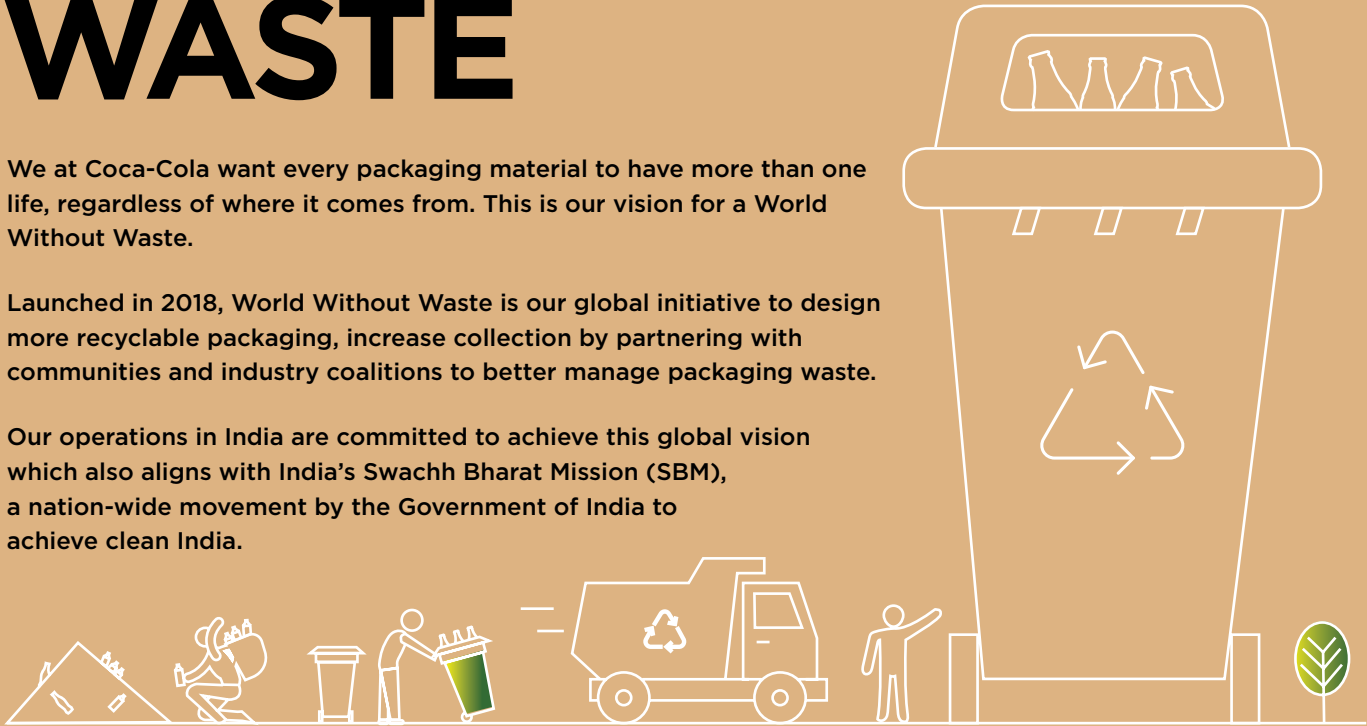 WASTE
We at Coca-Cola want every packaging material to have more than one
life, regardless of where it comes from. This is our vision for a World
Without Waste.
Launched in 2018, World Without Waste is our global initiative to design
more recyclable packaging, increase collection by partnering with
communities and industry coalitions to better manage packaging waste.
Our operations in India are committed to achieve this global vision
which also aligns with India’s Swachh Bharat Mission (SBM),
a nation-wide movement by the Government of India to
achieve clean India.